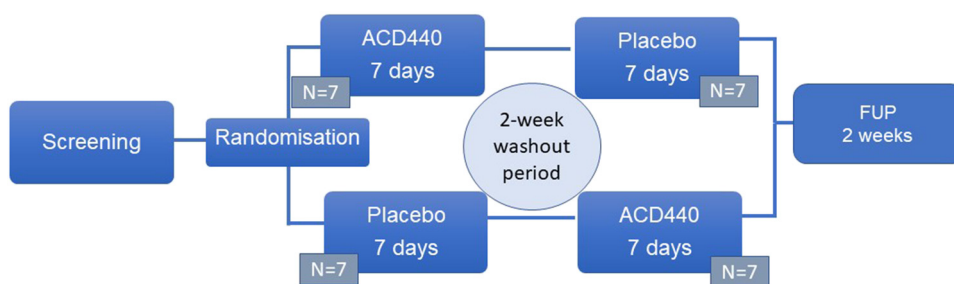 Screening
Randomisation
ACD440
7 days
N=7
Placebo
7 days
N=7
2-week
washout
period
Placebo
7 days
N=7
ACD440
7 days
N=7
FUP
2 weeks